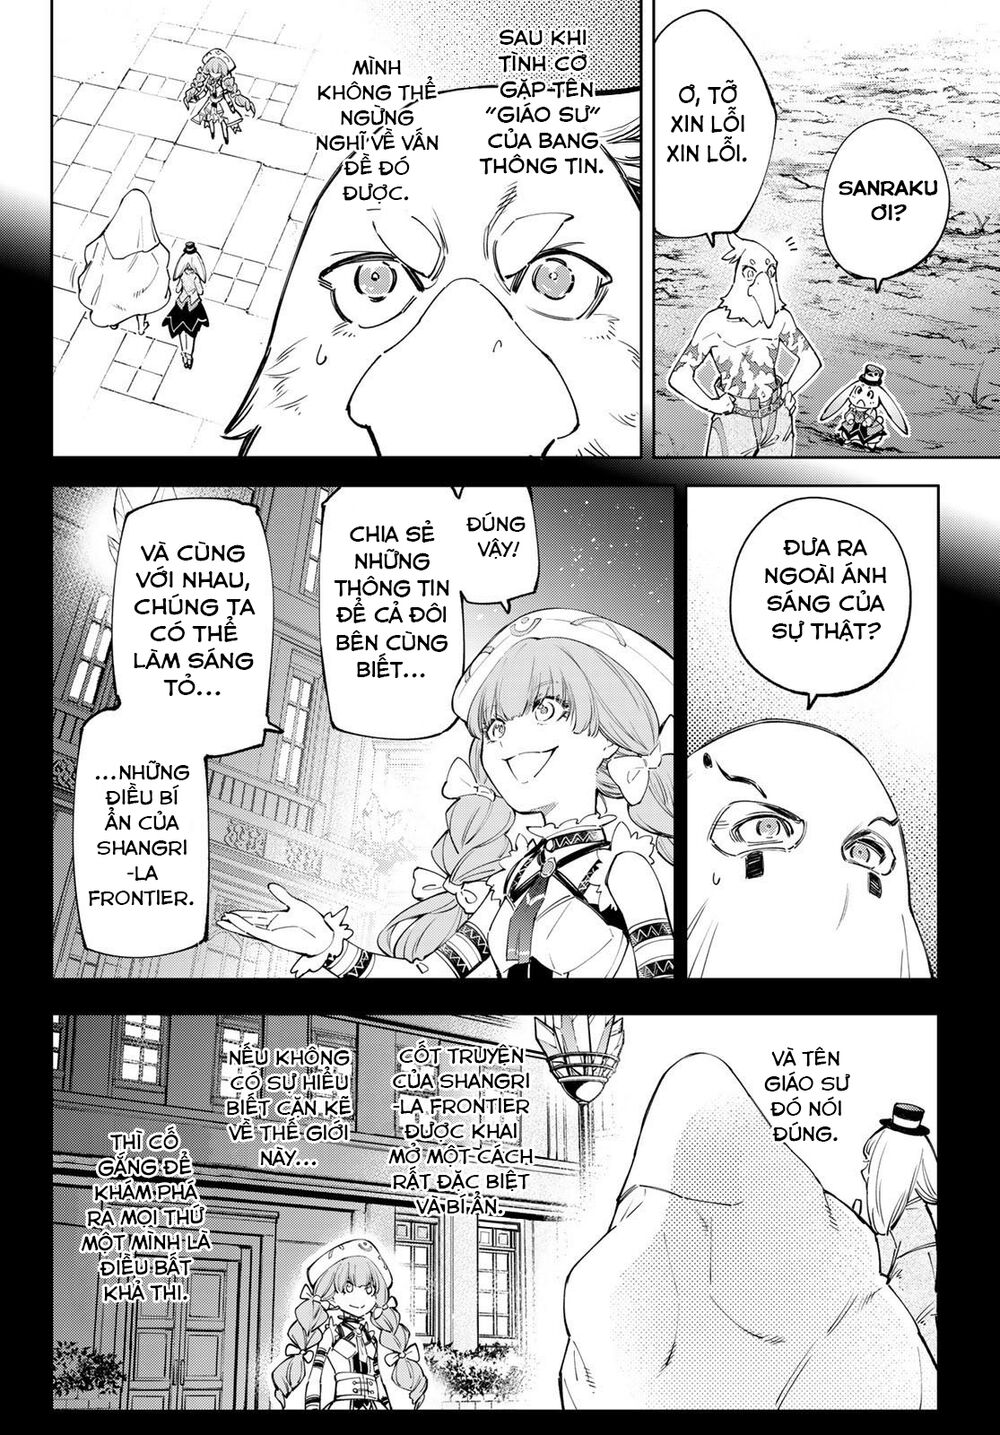 SANRAKU
ƠI?
Ơ, TỚ
XIN LỖI
XIN LỖI.
SAU KHI
TÌNH CỜ
GẶP TÊN
“GIÁO SƯ”
CỦA BANG
THÔNG TIN.
MÌNH
KHÔNG THỂ
NGỪNG
NGHĨ VỀ VẤN
ĐỀ ĐÓ
ĐƯỢC.
ĐƯA RA
NGOÀI ÁNH
SÁNG CỦA
SỰ THẬT?
ĐÚNG
VẬY!
CHIA SẺ
NHỮNG
THÔNG TIN
ĐỂ CẢ ĐÔI
BÊN CÙNG
BIẾT...
VÀ CÙNG
VỚI NHAU,
CHÚNG TA
CÓ THỂ
LÀM SÁNG
TỎ...
...NHỮNG
ĐIỀU BÍ
ẨN CỦA
SHANGRI
-LA
FRONTIER.
VÀ TÊN
GIÁO SƯ
ĐÓ NÓI
ĐÚNG.
CỐT TRUYỆN
CỦA SHANGRI
-LA FRONTIER
ĐƯỢC KHAI
MỞ MỘT CÁCH
RẤT ĐẶC BIỆT
VÀ BÍ ẨN.
NẾU KHÔNG
CÓ SỰ HIỂU
BIẾT CẶN KẼ
VỀ THẾ GIỚI
NÀY...
THÌ CỐ
GẮNG ĐỂ
KHÁM PHÁ
RA MỌI THỨ
MỘT MÌNH LÀ
ĐIỀU BẤT
KHẢ THI.